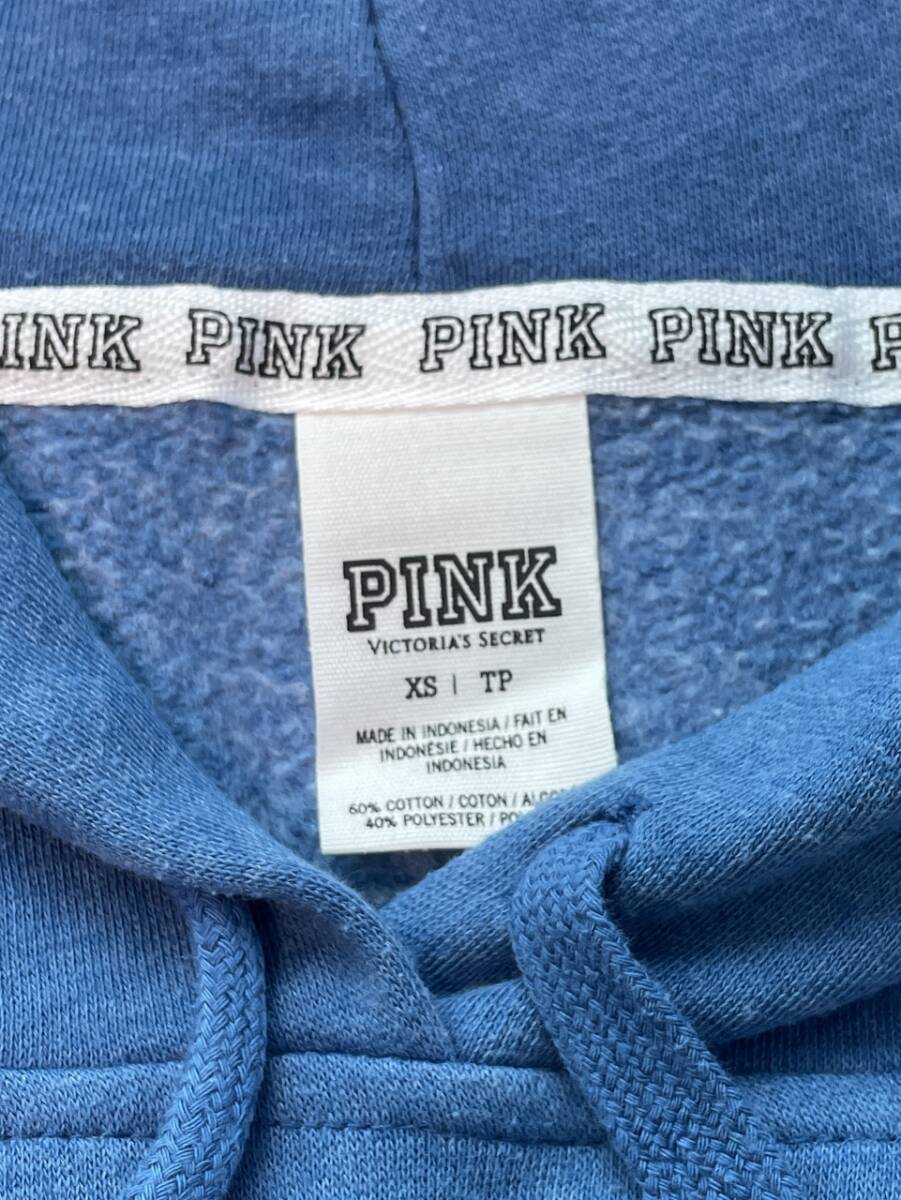 INK PINK PINK PINK P
PINK
VICTORIA'S SECRET
XS | TP
MADE IN INDONESIA / FAIT EN
INDONÉSIE / HECHO EN
INDONESIA
60% COTTON / COTON /
40% POLYESTER /